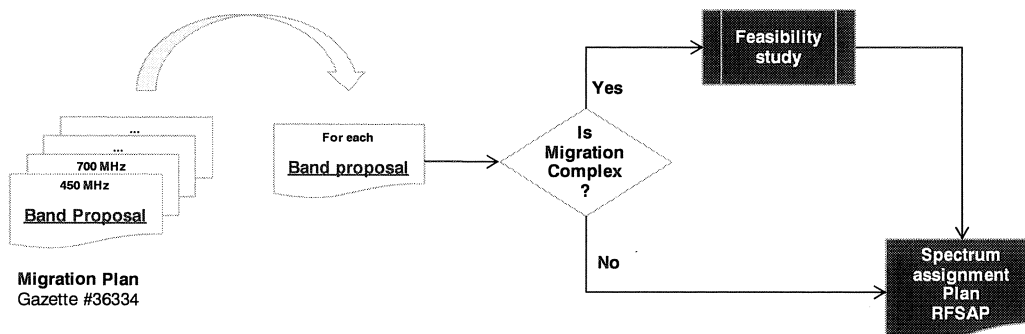 ...
...
700 MHz
450 MHz
Band Proposal
Migration Plan
Gazette #36334
For each
Band proposal
Is
Migration
Complex
?
Yes
No
Feasibility
study
Spectrum
assignment
Plan
RFSAP